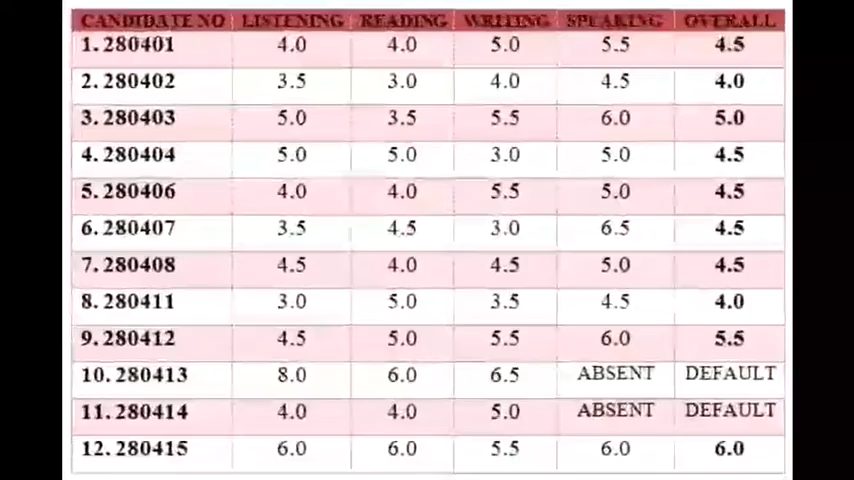 CANDIDATE NO LISTENING READING WRITING SPEAKING OVERALL
1. 280401 4.0 4.0 5.0 5.5 4.5
2. 280402 3.5 3.0 4.0 4.5 4.0
3. 280403 5.0 3.5 5.5 6.0 5.0
4. 280404 5.0 5.0 3.0 5.0 4.5
5. 280406 4.0 4.0 5.5 5.0 4.5
6. 280407 3.5 4.5 3.0 6.5 4.5
7. 280408 4.5 4.0 4.5 5.0 4.5
8. 280411 3.0 5.0 3.5 4.5 4.0
9. 280412 4.5 5.0 5.5 6.0 5.5
10. 280413 8.0 6.0 6.5 ABSENT DEFAULT
11. 280414 4.0 4.0 5.0 ABSENT DEFAULT
12. 280415 6.0 6.0 5.5 6.0 6.0